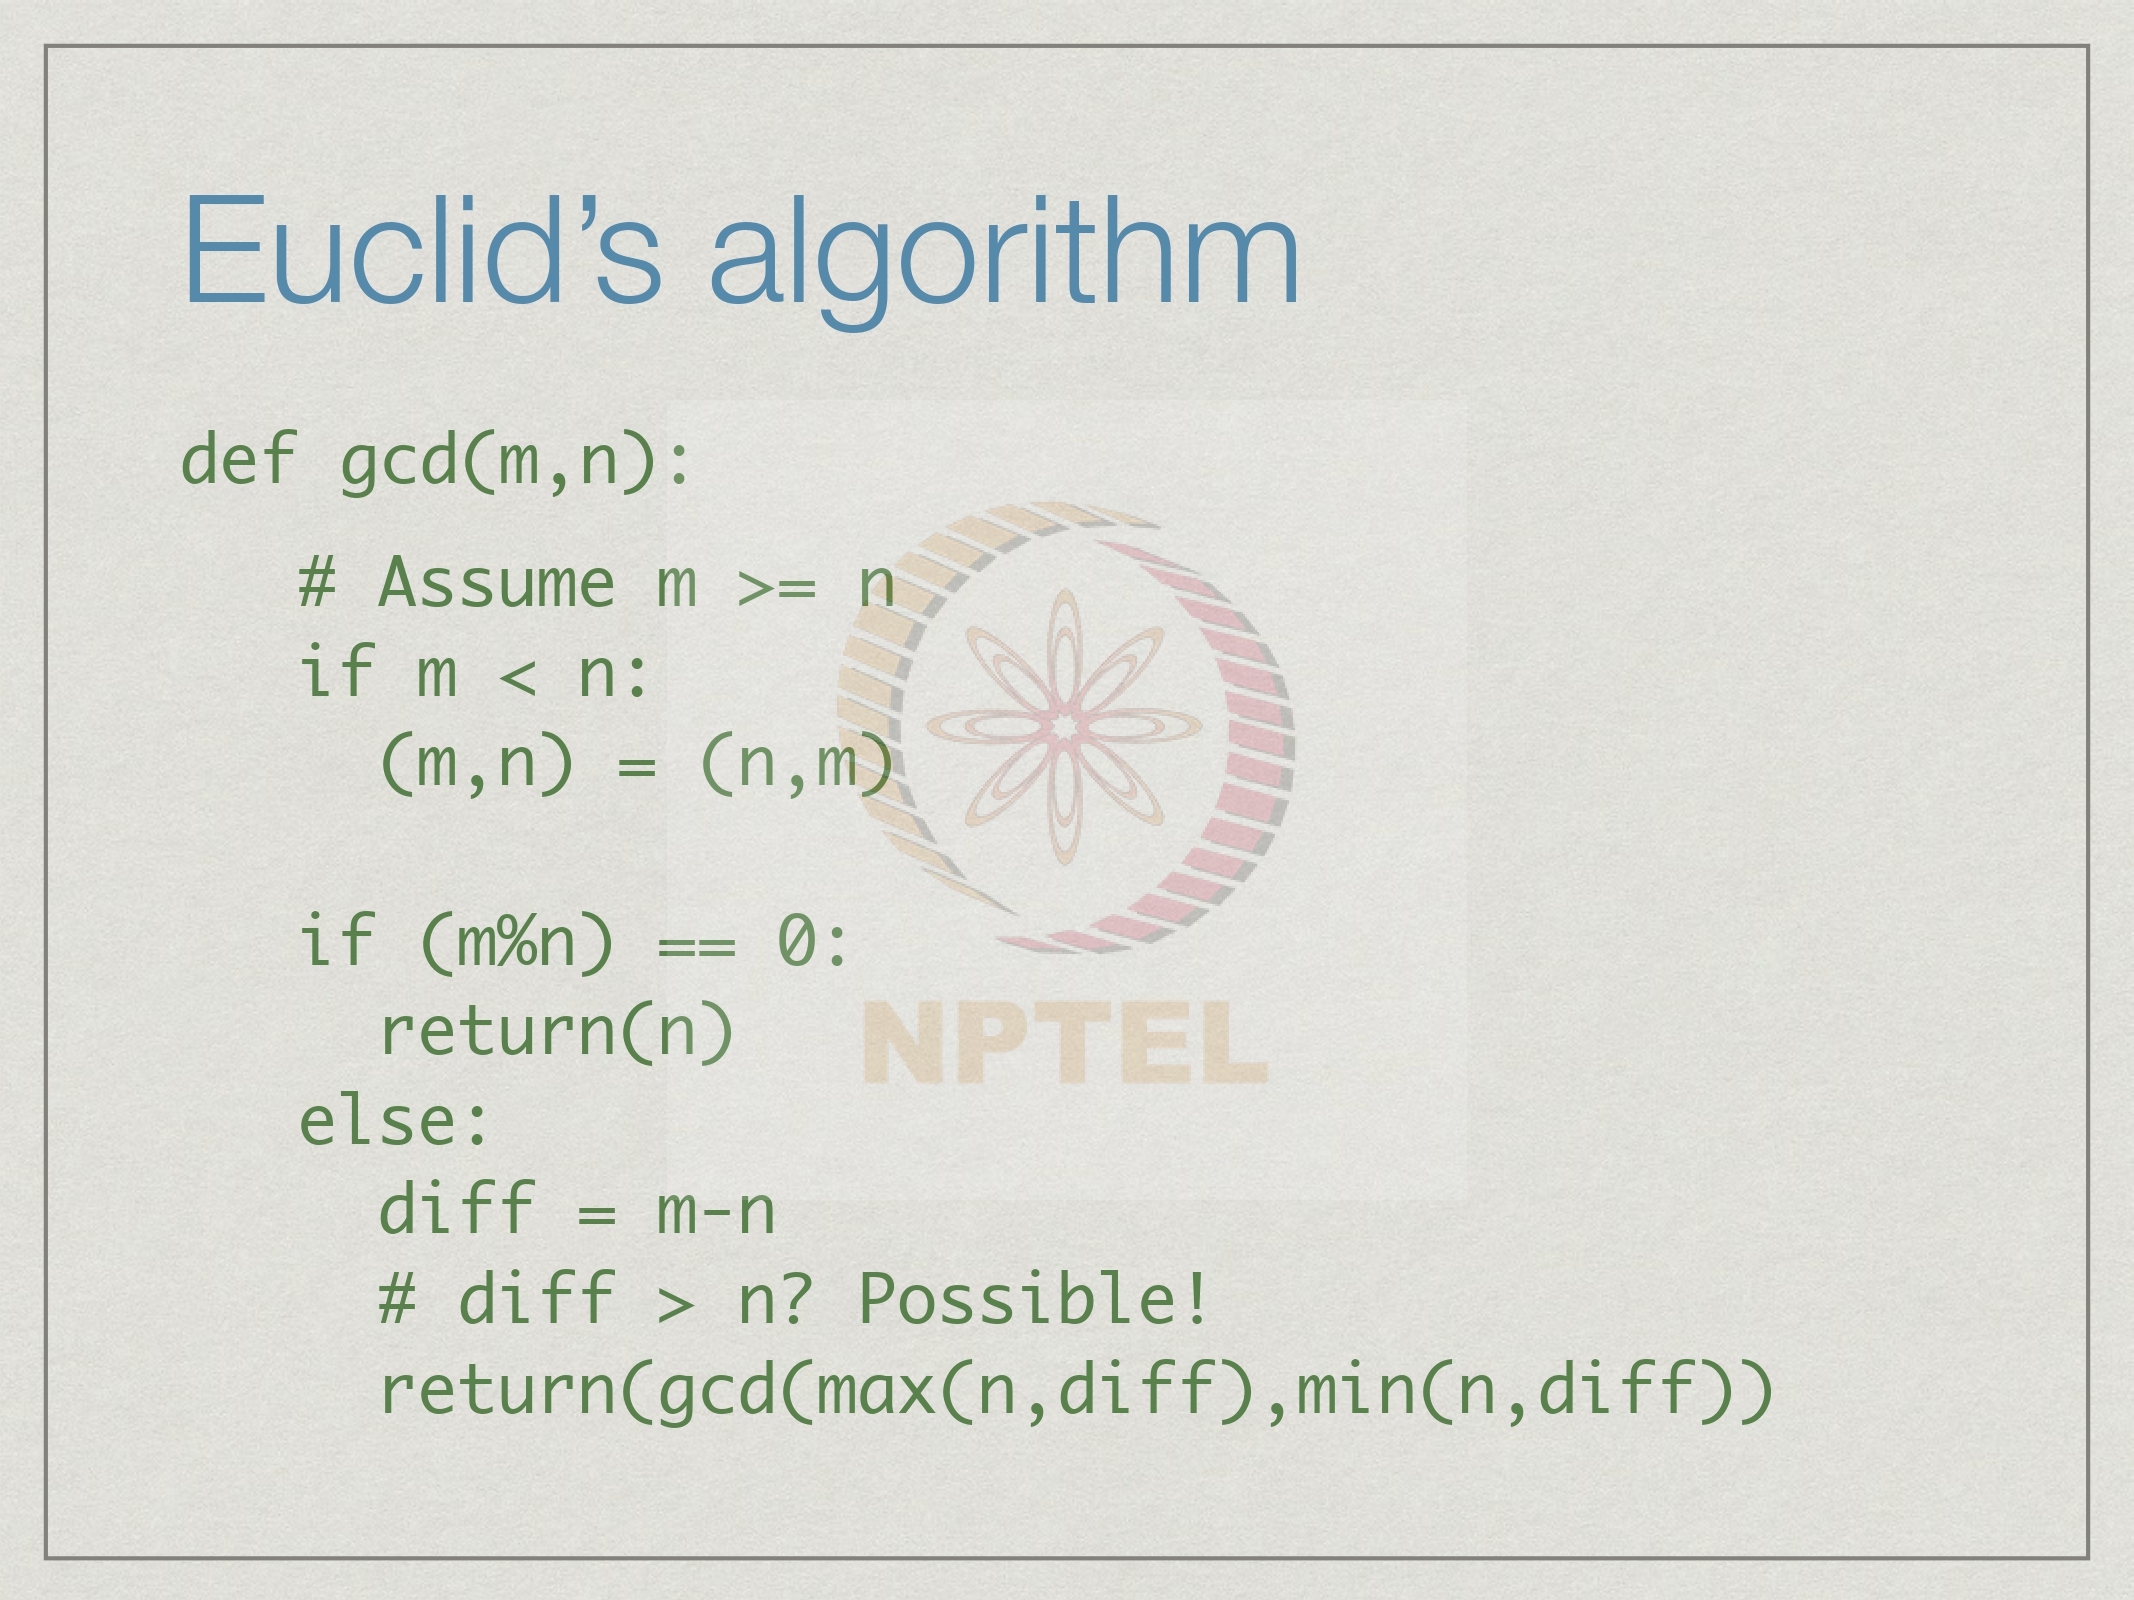 Euclid’s algorithm
def gcd(m,n):
# Assume m >= n
if m < n:
(m,n) = (n,m)
if (m%n) == 0:
return(n)
else:
diff = m-n
# diff > n? Possible!
return(gcd(max(n,diff),min(n,diff))
NPTEL